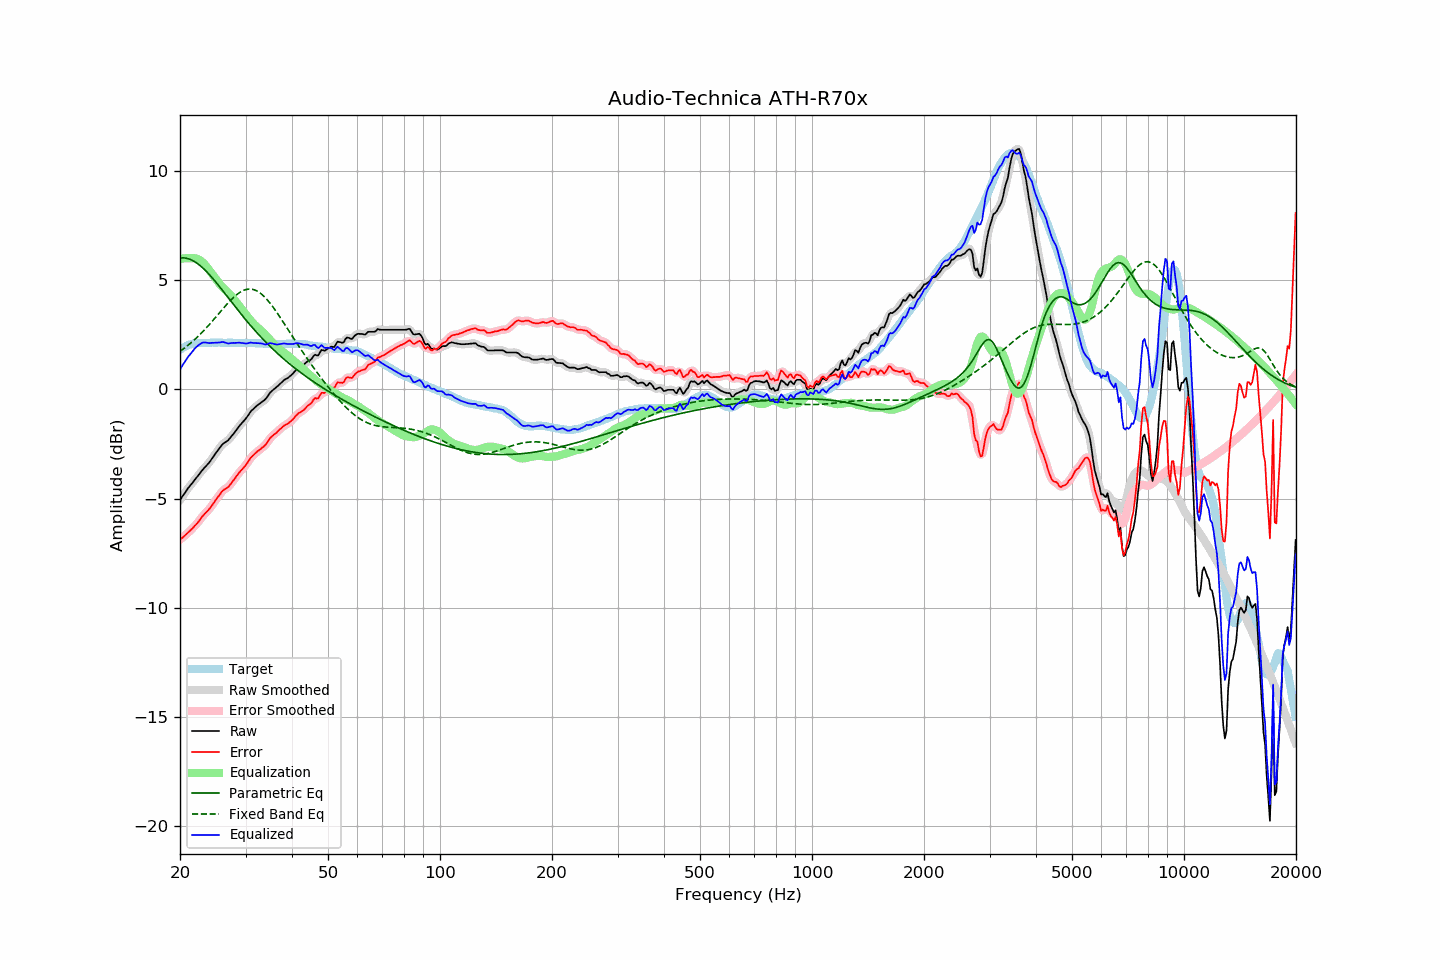 Audio-Technica ATH-R70x
Amplitude (dBr)
10
5
0
−5
−10
−15
−20
Target
Raw Smoothed
Error Smoothed
Raw
Error
Equalization
Parametric Eq
Fixed Band Eq
Equalized
20 50 100 200 500 1000 2000 5000 10000 20000
Frequency (Hz)